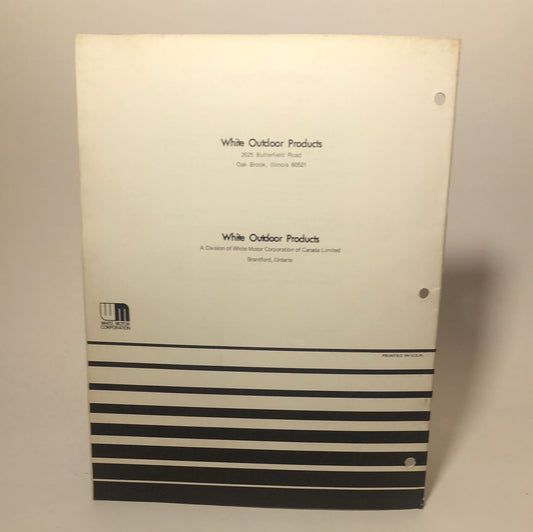 White Outdoor Products
2625 Butterfield Road
Oak Brook, Illinois 60521
White Outdoor Products
A Division of White Motor Corporation of Canada Limited
Brantford, Ontario
WM
WHITE MOTOR
CORPORATION
PRINTED IN U.S.A.